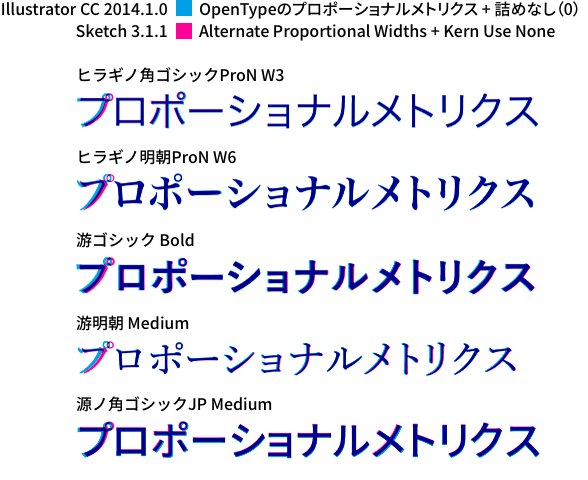 Illustrator CC 2014.1.0 OpenTypeのプロポーショナルメトリクス + 詰めなし(0)
Sketch 3.1.1 Alternate Proportional Widths + Kern Use None
ヒラギノ角ゴシックProN W3
プロポーショナルメトリクス
ヒラギノ明朝ProN W6
プロポーショナルメトリクス
游ゴシック Bold
プロポーショナルメトリクス
游明朝 Medium
プロポーショナルメトリクス
源ノ角ゴシックJP Medium
プロポーショナルメトリクス